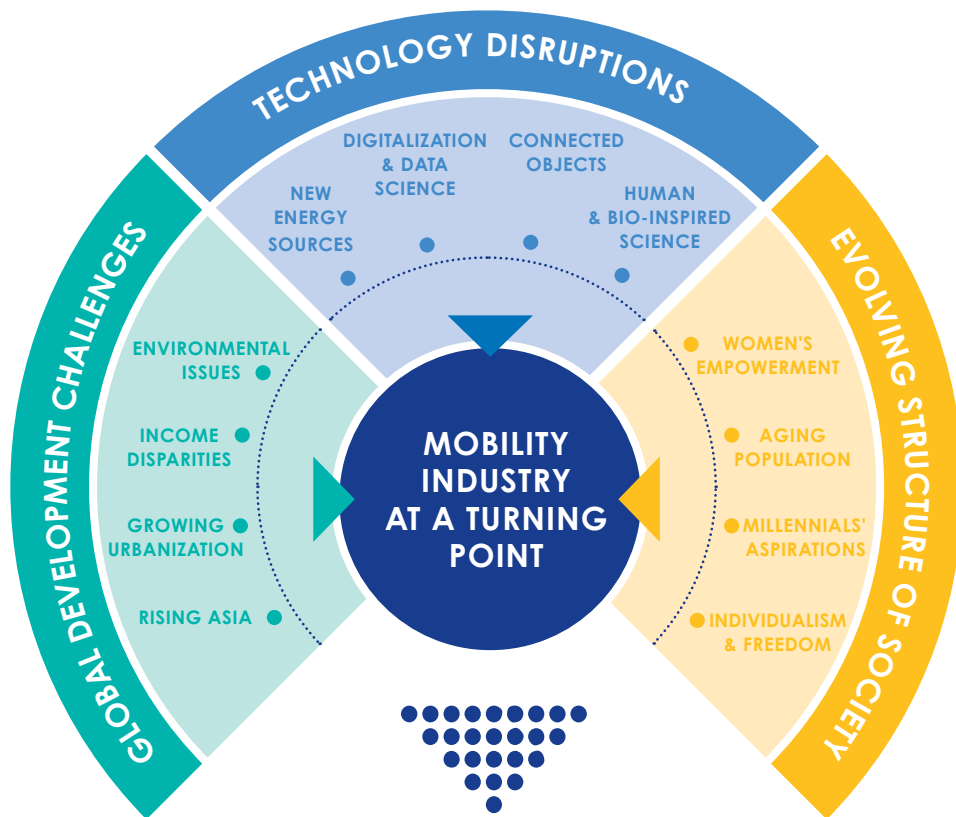 TECHNOLOGY DISRUPTIONS
DIGITALIZATION
& DATA
SCIENCE
CONNECTED
OBJECTS
NEW
ENERGY
SOURCES
HUMAN
& BIO-INSPIRED
SCIENCE
GLOBAL DEVELOPMENT CHALLENGES
ENVIRONMENTAL
ISSUES
INCOME
DISPARITIES
GROWING
URBANIZATION
RISING ASIA
MOBILITY
INDUSTRY
AT A TURNING
POINT
EVOLVING STRUCTURE OF SOCIETY
WOMEN'S
EMPOWERMENT
AGING
POPULATION
MILLENNIALS'
ASPIRATIONS
INDIVIDUALISM
& FREEDOM